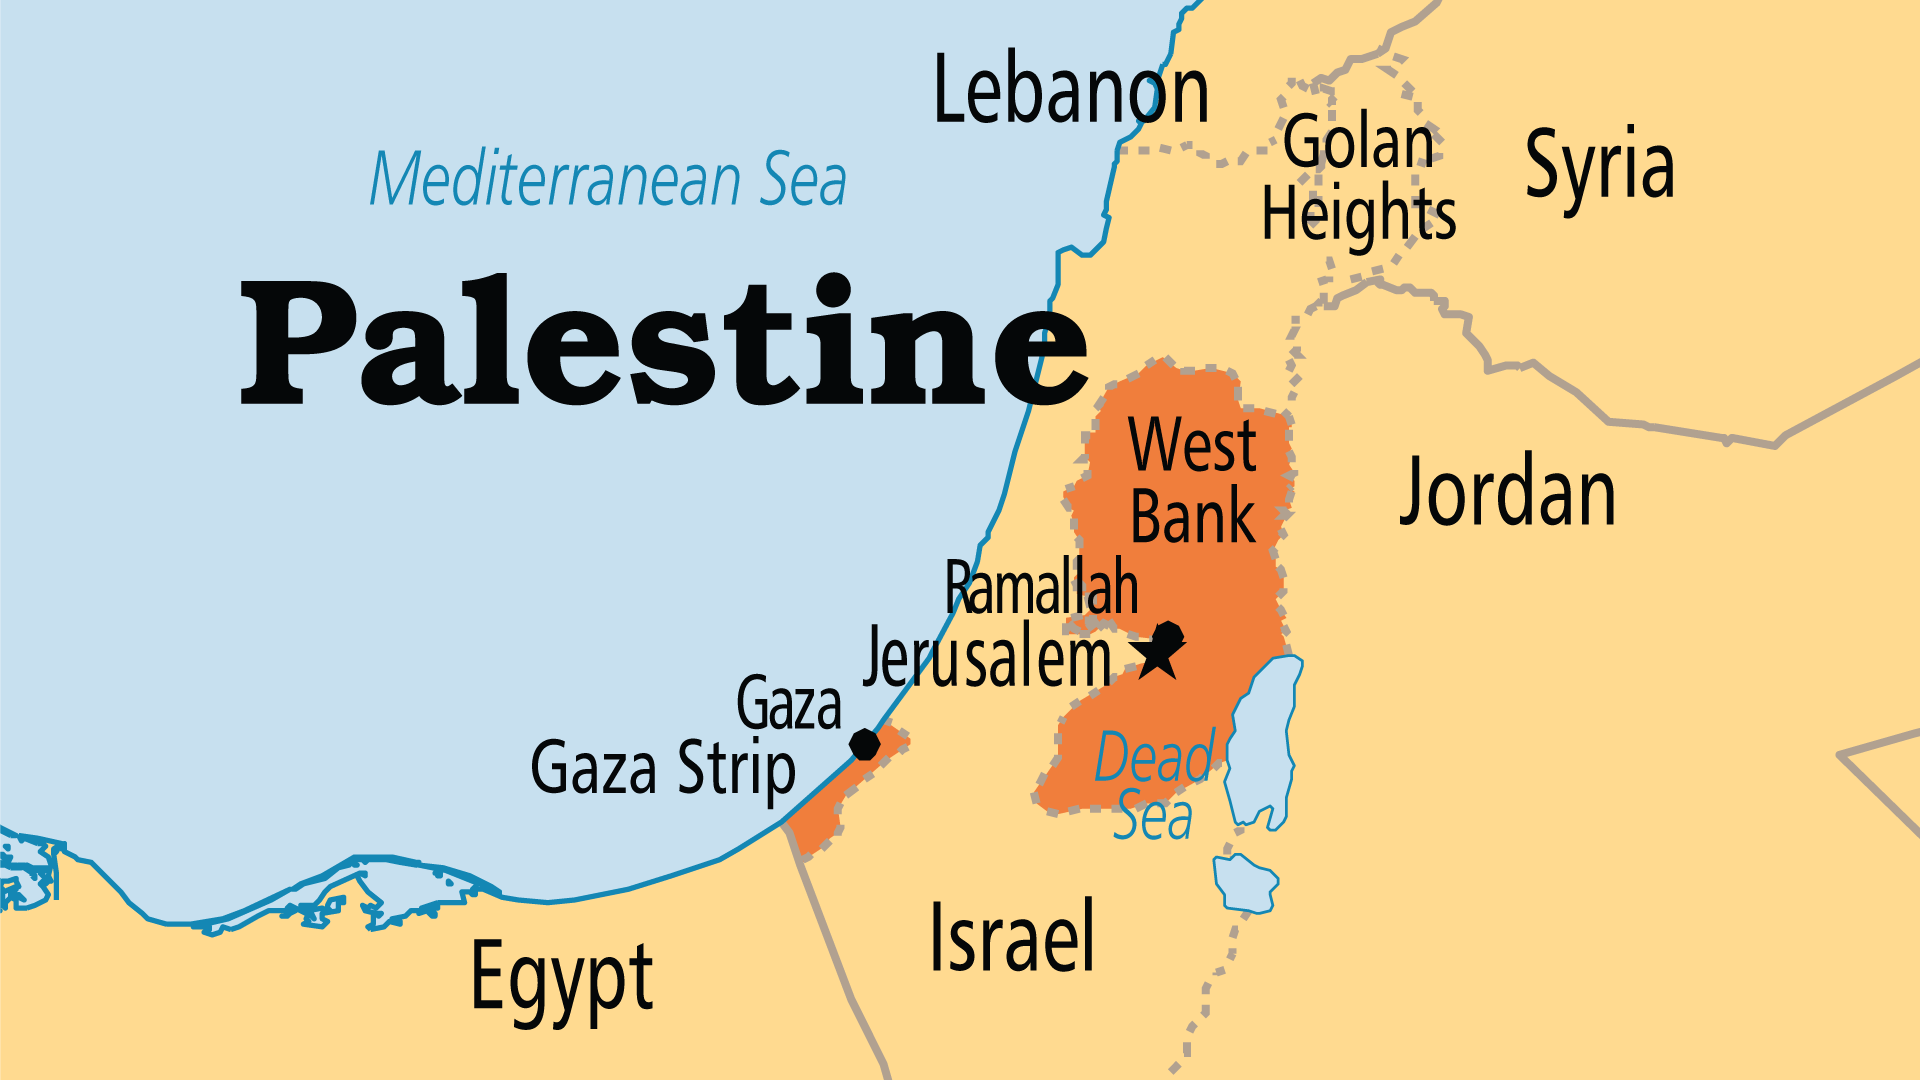 Lebanon
Golan
Heights
Syria
Mediterranean Sea
Palestine
West
Bank
Jordan
Ramallah
Jerusalem
Gaza
Gaza Strip
Dead
Sea
Israel
Egypt